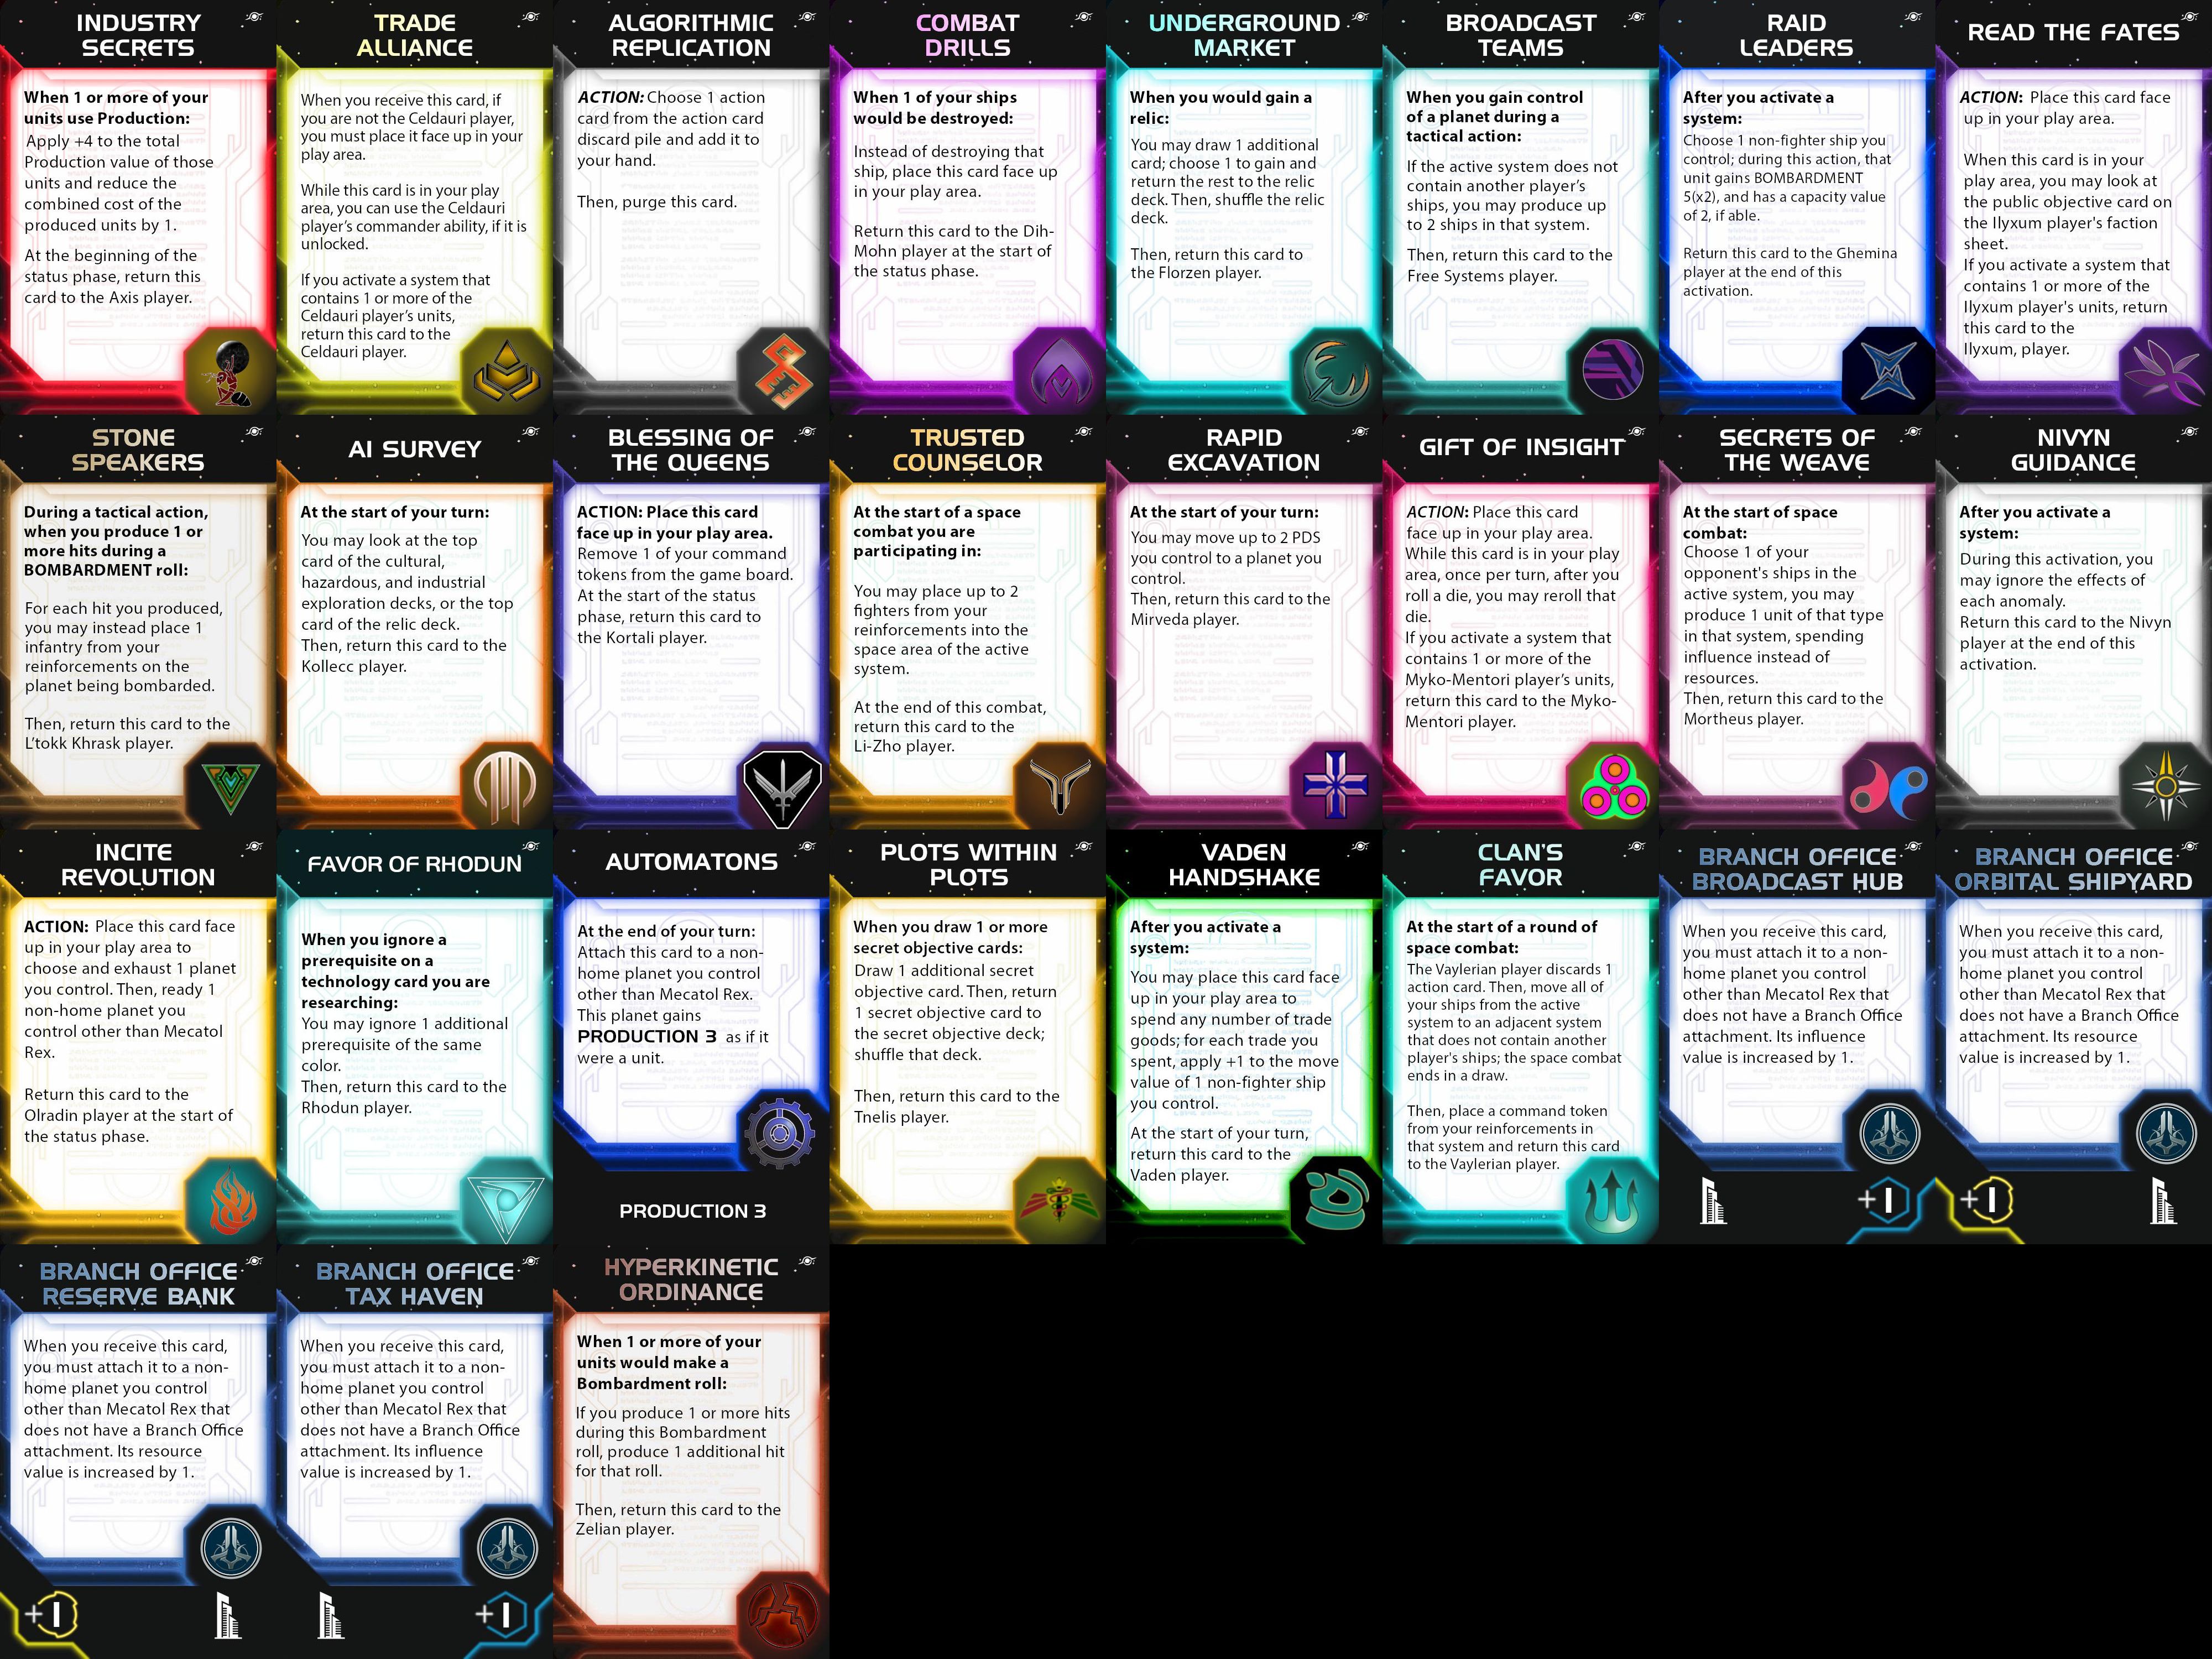 INDUSTRY
SECRETS
When 1 or more of your
units use Production:
Apply +4 to the total
Production value of those
units and reduce the
combined cost of the
produced units by 1.
At the beginning of the
status phase, return this
card to the Axis player.
TRADE
ALLIANCE
When you receive this card, if
you are not the Celdauri player,
you must place it face up in your
play area.
While this card is in your play
area, you can use the Celdauri
player's commander ability, if it is
unlocked.
If you activate a system that
contains 1 or more of the
Celdauri player's units,
return this card to the
Celdauri player.
ALGORITHMIC
REPLICATION
ACTION: Choose 1 action
card from the action card
discard pile and add it to
your hand.
Then, purge this card.
COMBAT
DRILLS
When 1 of your ships
would be destroyed:
Instead of destroying that
ship, place this card face up
in your play area.
Return this card to the Dih-
Mohn player at the start of
the status phase.
UNDERGROUND
MARKET
When you would gain a
relic:
You may draw 1 additional
card; choose 1 to gain and
return the rest to the relic
deck. Then, shuffle the relic
deck.
Then, return this card to
the Florzen player.
BROADCAST
TEAMS
When you gain control
of a planet during a
tactical action:
If the active system does not
contain another player's
ships, you may produce up
to 2 ships in that system.
Then, return this card to the
Free Systems player.
RAID
LEADERS
After you activate a
system:
Choose 1 non-fighter ship you
control; during this action, that
unit gains BOMBARDMENT
5(x2), and has a capacity value
of 2, if able.
Return this card to the Ghemina
player at the end of this
activation.
READ THE FATES
ACTION: Place this card face
up in your play area.
When this card is in your
play area, you may look at
the public objective card on
the Ilyxum player's faction
sheet.
If you activate a system that
contains 1 or more of the
Ilyxum player's units, return
this card to the
Ilyxum, player.
STONE
SPEAKERS
During a tactical action,
when you produce 1 or
more hits during a
BOMBARDMENT roll:
For each hit you produced,
you may instead place 1
infantry from your
reinforcements on the
planet being bombarded.
Then, return this card to the
L'tokk Khrask player.
AI SURVEY
At the start of your turn:
You may look at the top
card of the cultural,
hazardous, and industrial
exploration decks, or the top
card of the relic deck.
Then, return this card to the
Kollecc player.
BLESSING OF
THE QUEENS
ACTION: Place this card
face up in your play area.
Remove 1 of your command
tokens from the game board.
At the start of the status
phase, return this card to
the Kortali player.
TRUSTED
COUNSELOR
At the start of a space
combat you are
participating in:
You may place up to 2
fighters from your
reinforcements into the
space area of the active
system.
At the end of this combat,
return this card to the
Li-Zho player.
RAPID
EXCAVATION
At the start of your turn:
You may move up to 2 PDS
you control to a planet you
control.
Then, return this card to the
Mirveda player.
GIFT OF INSIGHT
ACTION: Place this card
face up in your play area.
While this card is in your play
area, once per turn, after you
roll a die, you may reroll that
die.
If you activate a system that
contains 1 or more of the
Myko-Mentori player's units,
return this card to the Myko-
Mentori player.
SECRETS OF
THE WEAVE
At the start of space
combat:
Choose 1 of your
opponent's ships in the
active system, you may
produce 1 unit of that type
in that system, spending
influence instead of
resources.
Then, return this card to the
Mortheus player.
NIVYN
GUIDANCE
After you activate a
system:
During this activation, you
may ignore the effects of
each anomaly.
Return this card to the Nivyn
player at the end of this
activation.
INCITE
REVOLUTION
ACTION: Place this card face
up in your play area to
choose and exhaust 1 planet
you control. Then, ready 1
non-home planet you
control other than Mecatol
Rex.
Return this card to the
Olradin player at the start of
the status phase.
FAVOR OF RHODUN
When you ignore a
prerequisite on a
technology card you are
researching:
You may ignore 1 additional
prerequisite of the same
color.
Then, return this card to the
Rhodun player.
AUTOMATONS
At the end of your turn:
Attach this card to a non-
home planet you control
other than Mecatol Rex.
This planet gains
PRODUCTION 3 as if it
were a unit.
PRODUCTION 3
PLOTS WITHIN
PLOTS
When you draw 1 or more
secret objective cards:
Draw 1 additional secret
objective card. Then, return
1 secret objective card to
the secret objective deck;
shuffle that deck.
Then, return this card to the
Tnelis player.
VADEN
HANDSHAKE
After you activate a
system:
You may place this card face
up in your play area to
spend any number of trade
goods; for each trade you
spent, apply +1 to the move
value of 1 non-fighter ship
you control.
At the start of your turn,
return this card to the
Vaden player.
CLAN'S
FAVOR
At the start of a round of
space combat:
The Vaylerian player discards 1
action card. Then, move all of
your ships from the active
system to an adjacent system
that does not contain another
player's ships; the space combat
ends in a draw.
Then, place a command token
from your reinforcements in
that system and return this card
to the Vaylerian player.
BRANCH OFFICE
BROADCAST HUB
When you receive this card,
you must attach it to a non-
home planet you control
other than Mecatol Rex that
does not have a Branch Office
attachment. Its influence
value is increased by 1.
+1
BRANCH OFFICE
ORBITAL SHIPYARD
When you receive this card,
you must attach it to a non-
home planet you control
other than Mecatol Rex that
does not have a Branch Office
attachment. Its resource
value is increased by 1.
+1
BRANCH OFFICE
RESERVE BANK
When you receive this card,
you must attach it to a non-
home planet you control
other than Mecatol Rex that
does not have a Branch Office
attachment. Its resource
value is increased by 1.
+1
BRANCH OFFICE
TAX HAVEN
When you receive this card,
you must attach it to a non-
home planet you control
other than Mecatol Rex that
does not have a Branch Office
attachment. Its influence
value is increased by 1.
+1
HYPERKINETIC
ORDINANCE
When 1 or more of your
units would make a
Bombardment roll:
If you produce 1 or more hits
during this Bombardment
roll, produce 1 additional hit
for that roll.
Then, return this card to the
Zelian player.